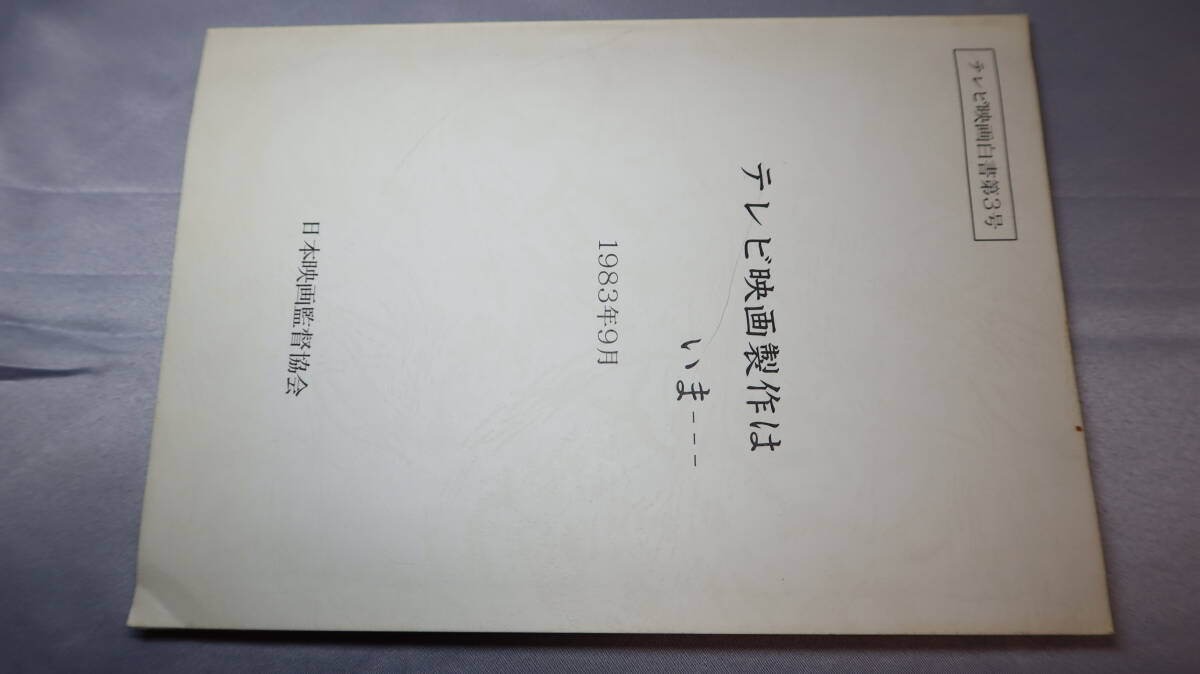 テレビ映画白書第3号
テレビ映画製作は
いま---
1983年9月
日本映画監督協会